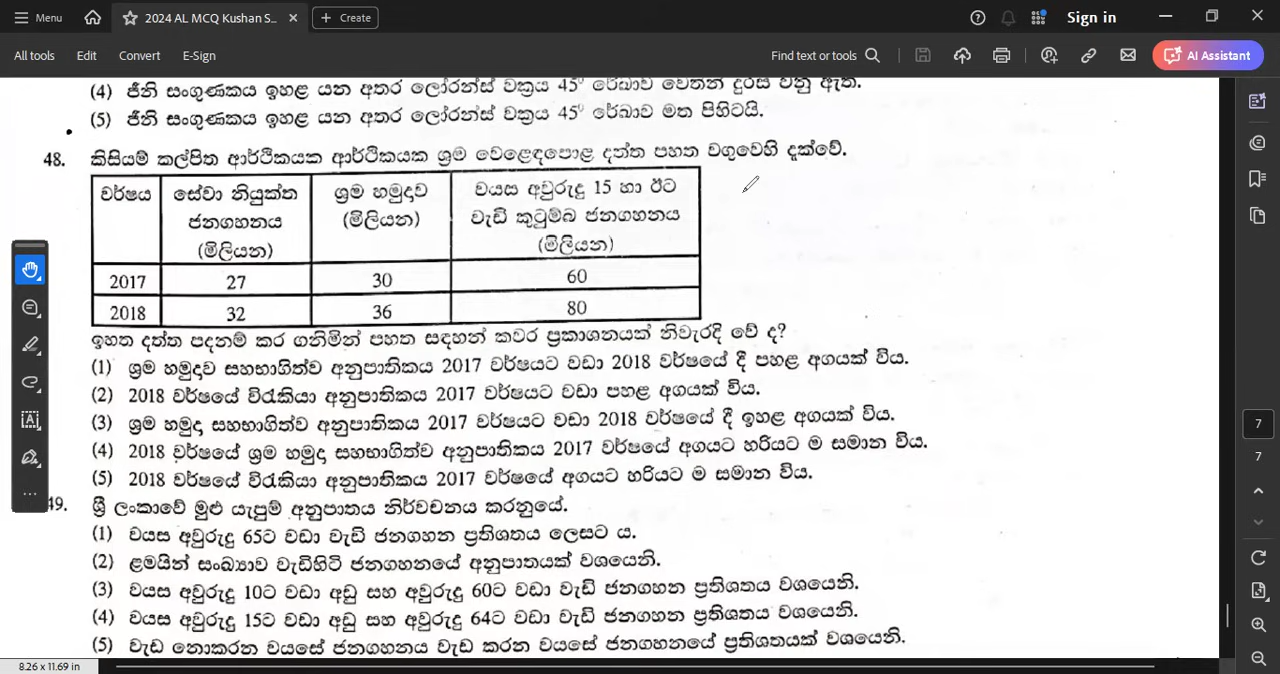 Menu
2024 AL MCQ Kushan S...
Create
Sign in
All tools
Edit
Convert
E-Sign
Find text or tools
AI Assistant
(4) ජිනි සංගුණකය ඉහළ යන අතර ලෝරන්ස් වක්‍රය 45⁰ රේඛාව වෙතින් දුරස් වනු ඇත.
(5) ජිනි සංගුණකය ඉහළ යන අතර ලෝරන්ස් වක්‍රය 45⁰ රේඛාව මත පිහිටයි.
48. කිසියම් කල්පිත ආර්ථිකයක ආර්ථිකයක ශ්‍රම වෙළෙඳපොළ දත්ත පහත වගුවෙහි දැක්වේ.
වර්ෂය
සේවා නියුක්ත
ජනගහනය
(මිලියන)
ශ්‍රම හමුදාව
(මිලියන)
වයස අවුරුදු 15 හා ඊට
වැඩි කුටුම්බ ජනගහනය
(මිලියන)
2017 27 30 60
2018 32 36 80
ඉහත දත්ත පදනම් කර ගනිමින් පහත සඳහන් කවර ප්‍රකාශනයක් නිවැරදි වේ ද?
(1) ශ්‍රම හමුදාව සහභාගිත්ව අනුපාතිකය 2017 වර්ෂයට වඩා 2018 වර්ෂයේ දී පහළ අගයක් විය.
(2) 2018 වර්ෂයේ විරැකියා අනුපාතිකය 2017 වර්ෂයට වඩා පහළ අගයක් විය.
(3) ශ්‍රම හමුදා සහභාගිත්ව අනුපාතිකය 2017 වර්ෂයට වඩා 2018 වර්ෂයේ දී ඉහළ අගයක් විය.
(4) 2018 වර්ෂයේ ශ්‍රම හමුදා සහභාගිත්ව අනුපාතිකය 2017 වර්ෂයේ අගයට හරියට ම සමාන විය.
(5) 2018 වර්ෂයේ විරැකියා අනුපාතිකය 2017 වර්ෂයේ අගයට හරියට ම සමාන විය.
49. ශ්‍රී ලංකාවේ මුළු යැපුම් අනුපාතය නිර්වචනය කරනුයේ.
(1) වයස අවුරුදු 65ට වඩා වැඩි ජනගහන ප්‍රතිශතය ලෙසට ය.
(2) ළමයින් සංඛ්‍යාව වැඩිහිටි ජනගහනයේ අනුපාතයක් වශයෙනි.
(3) වයස අවුරුදු 10ට වඩා අඩු සහ අවුරුදු 60ට වඩා වැඩි ජනගහන ප්‍රතිශතය වශයෙනි.
(4) වයස අවුරුදු 15ට වඩා අඩු සහ අවුරුදු 64ට වඩා වැඩි ජනගහන ප්‍රතිශතය වශයෙනි.
(5) වැඩ නොකරන වයසේ ජනගහනය වැඩ කරන වයසේ ජනගහනයේ ප්‍රතිශතයක් වශයෙනි.
7
7
8.26 x 11.69 in